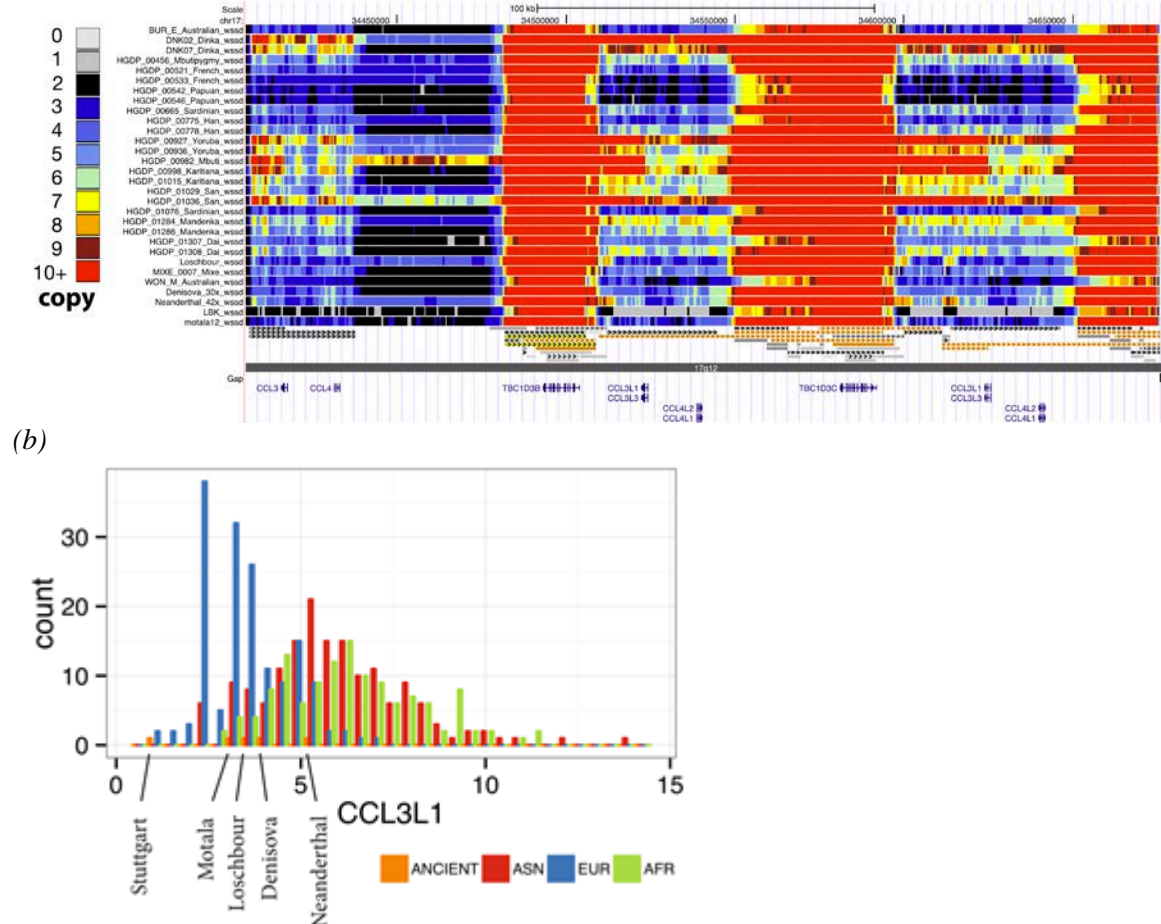 Scale 100 kb
chr17: 34450000 34500000 34550000 34600000 34650000
0
1
2
3
4
5
6
7
8
9
10+
copy
BUR_E_Australian_wssd
DNK02_Dinka_wssd
DNK07_Dinka_wssd
HGDP_00456_Mbutipygmy_wssd
HGDP_00521_French_wssd
HGDP_00533_French_wssd
HGDP_00542_Papuan_wssd
HGDP_00546_Papuan_wssd
HGDP_00665_Sardinian_wssd
HGDP_00775_Han_wssd
HGDP_00778_Han_wssd
HGDP_00927_Yoruba_wssd
HGDP_00936_Yoruba_wssd
HGDP_00982_Mbuti_wssd
HGDP_00998_Karitiana_wssd
HGDP_01015_Karitiana_wssd
HGDP_01029_San_wssd
HGDP_01036_San_wssd
HGDP_01076_Sardinian_wssd
HGDP_01284_Mandenka_wssd
HGDP_01286_Mandenka_wssd
HGDP_01307_Dai_wssd
HGDP_01308_Dai_wssd
Loschbour_wssd
MIXE_0007_Mixe_wssd
WON_M_Australian_wssd
Denisova_30x_wssd
Neanderthal_42x_wssd
LBK_wssd
motala12_wssd
17q12
Gap
CCL3 CCL4 TBC1D3B CCL3L1 TBC1D3C CCL3L1
CCL3L3 CCL3L3
CCL4L2 CCL4L2
CCL4L1 CCL4L1
(b)
30
20
10
0
count
0 5 10 15
CCL3L1
Stuttgart
Motala
Loschbour
Denisova
Neanderthal
ANCIENT ASN EUR AFR